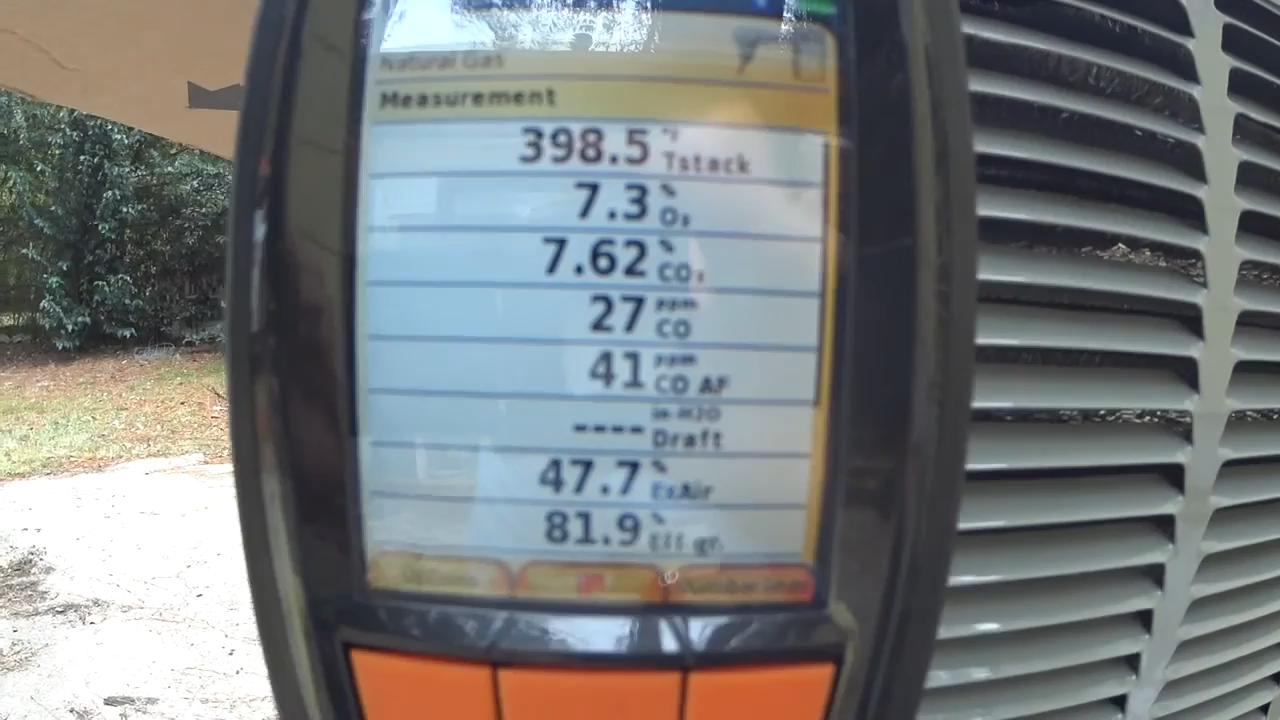 Natural Gas
Measurement
398.5 °F Tstack
7.3 % O₂
7.62 % CO₂
27 ppm CO
41 ppm CO AF
---- in H2O Draft
47.7 % ExAir
81.9 % Eff. gr.
Options